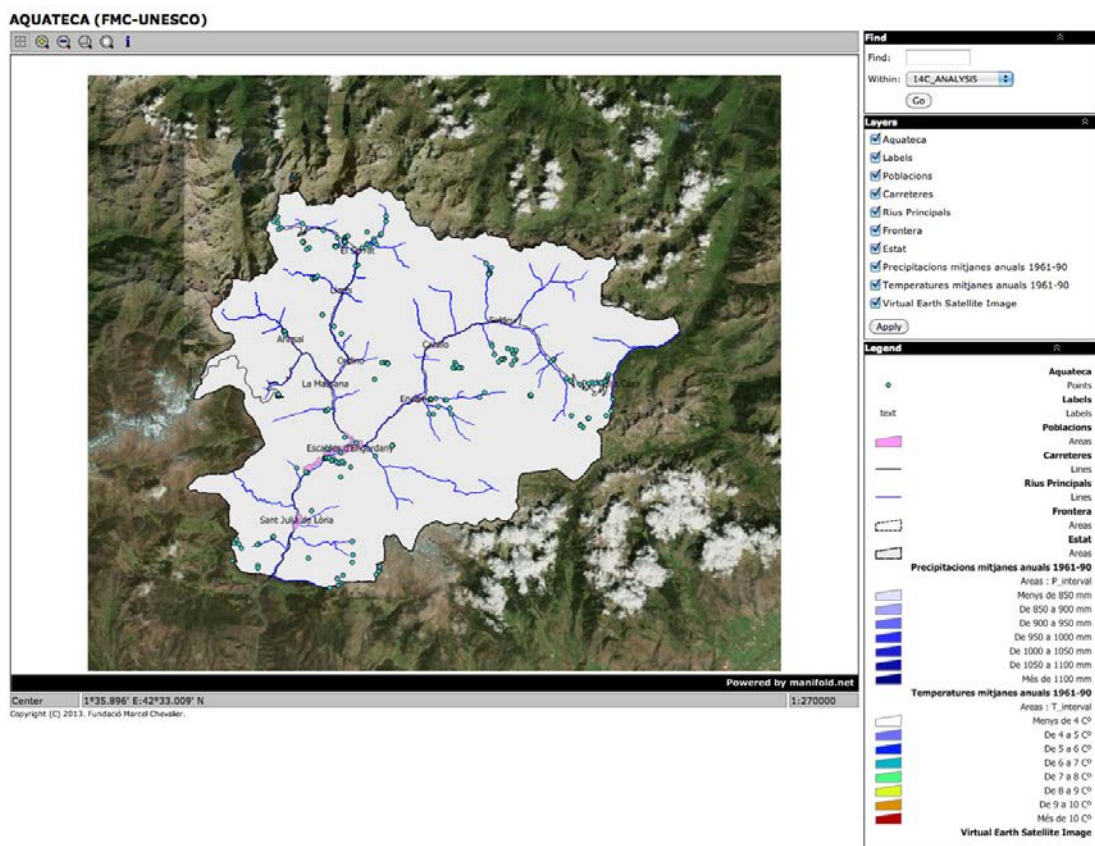 AQUATECA (FMC-UNESCO)
i
El Serrat
Llorts
Arinsal
Ordino
La Massana
Soldeu
Canillo
Encamp
Escaldes-Engordany
Sant Julià de Lòria
Powered by manifold.net
Center 1°35.896' E:42°33.009' N 1:270000
Copyright (C) 2013. Fundació Marcel Chevalier.
Find
Find:
Within: 14C_ANALYSIS
Go
Layers
Aquateca
Labels
Poblacions
Carreteres
Rius Principals
Frontera
Estat
Precipitacions mitjanes anuals 1961-90
Temperatures mitjanes anuals 1961-90
Virtual Earth Satellite Image
Apply
Legend
Aquateca
Points
Labels
text Labels
Poblacions
Areas
Carreteres
Lines
Rius Principals
Lines
Frontera
Areas
Estat
Areas
Precipitacions mitjanes anuals 1961-90
Areas : P_interval
Menys de 850 mm
De 850 a 900 mm
De 900 a 950 mm
De 950 a 1000 mm
De 1000 a 1050 mm
De 1050 a 1100 mm
Més de 1100 mm
Temperatures mitjanes anuals 1961-90
Areas : T_interval
Menys de 4 Cº
De 4 a 5 Cº
De 5 a 6 Cº
De 6 a 7 Cº
De 7 a 8 Cº
De 8 a 9 Cº
De 9 a 10 Cº
Més de 10 Cº
Virtual Earth Satellite Image